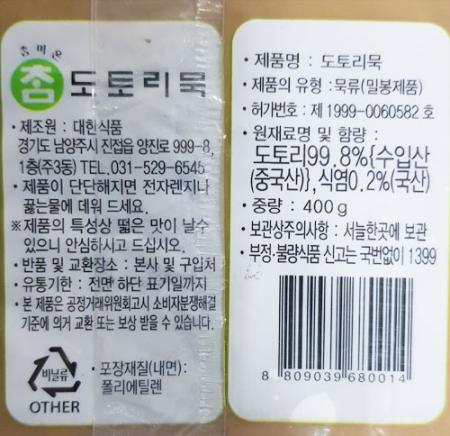 참미온
참 도토리묵
• 제조원 : 대한식품
경기도 남양주시 진접읍 양진로 999-8,
1층(주3동) TEL.031-529-6545
• 제품이 단단해지면 전자렌지나
끓는물에 데워 드세요.
※제품의 특성상 떫은 맛이 날수
있으니 안심하시고 드십시오.
• 반품 및 교환장소 : 본사 및 구입처
• 유통기한 : 전면 하단 표기일까지
• 본 제품은 공정거래위원회고시 소비자분쟁해결
기준에 의거 교환 또는 보상 받을 수 있습니다.
비닐류
OTHER
• 포장재질(내면):
폴리에틸렌
• 제품명 : 도토리묵
• 제품의 유형 : 묵류(밀봉제품)
• 허가번호 : 제 1999-0060582 호
• 원재료명 및 함량 :
도토리99.8%{수입산
(중국산)},식염0.2%(국산)
• 중량 : 400g
• 보관상주의사항 : 서늘한곳에 보관
• 부정·불량식품 신고는 국번없이 1399
8 809039 680014